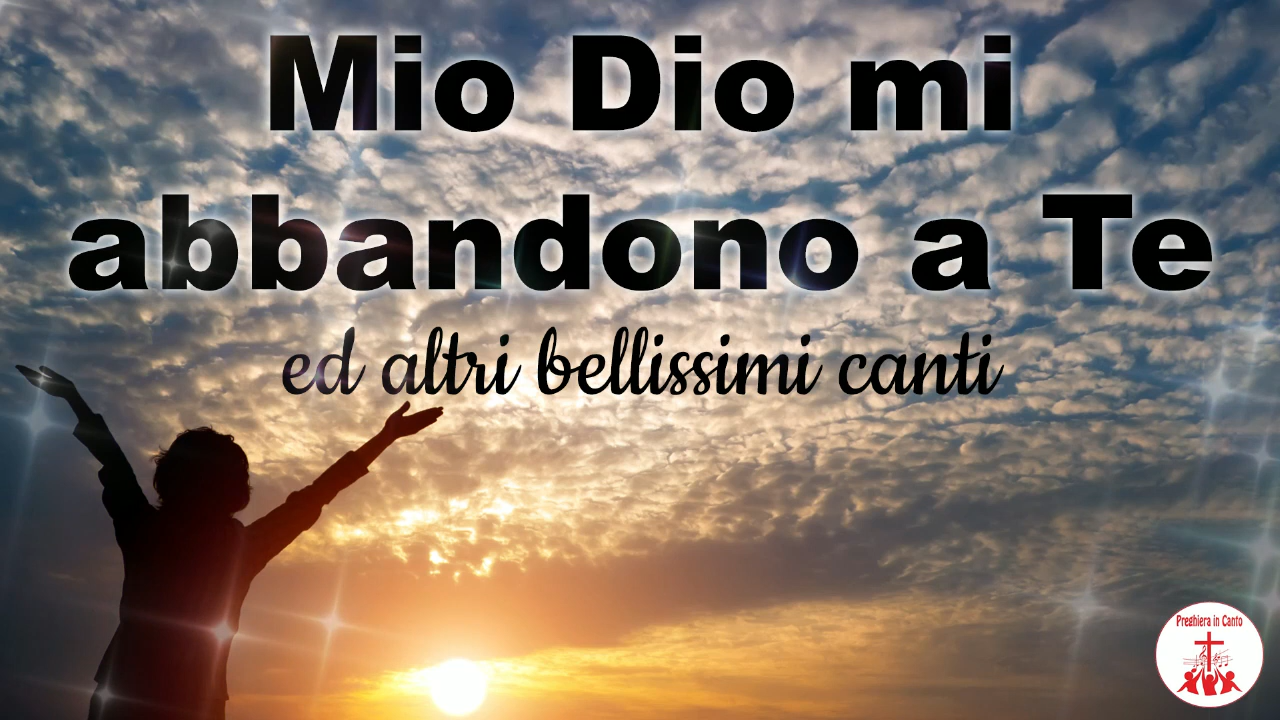 Mio Dio mi
abbandono a Te
ed altri bellissimi canti
Preghiera in Canto